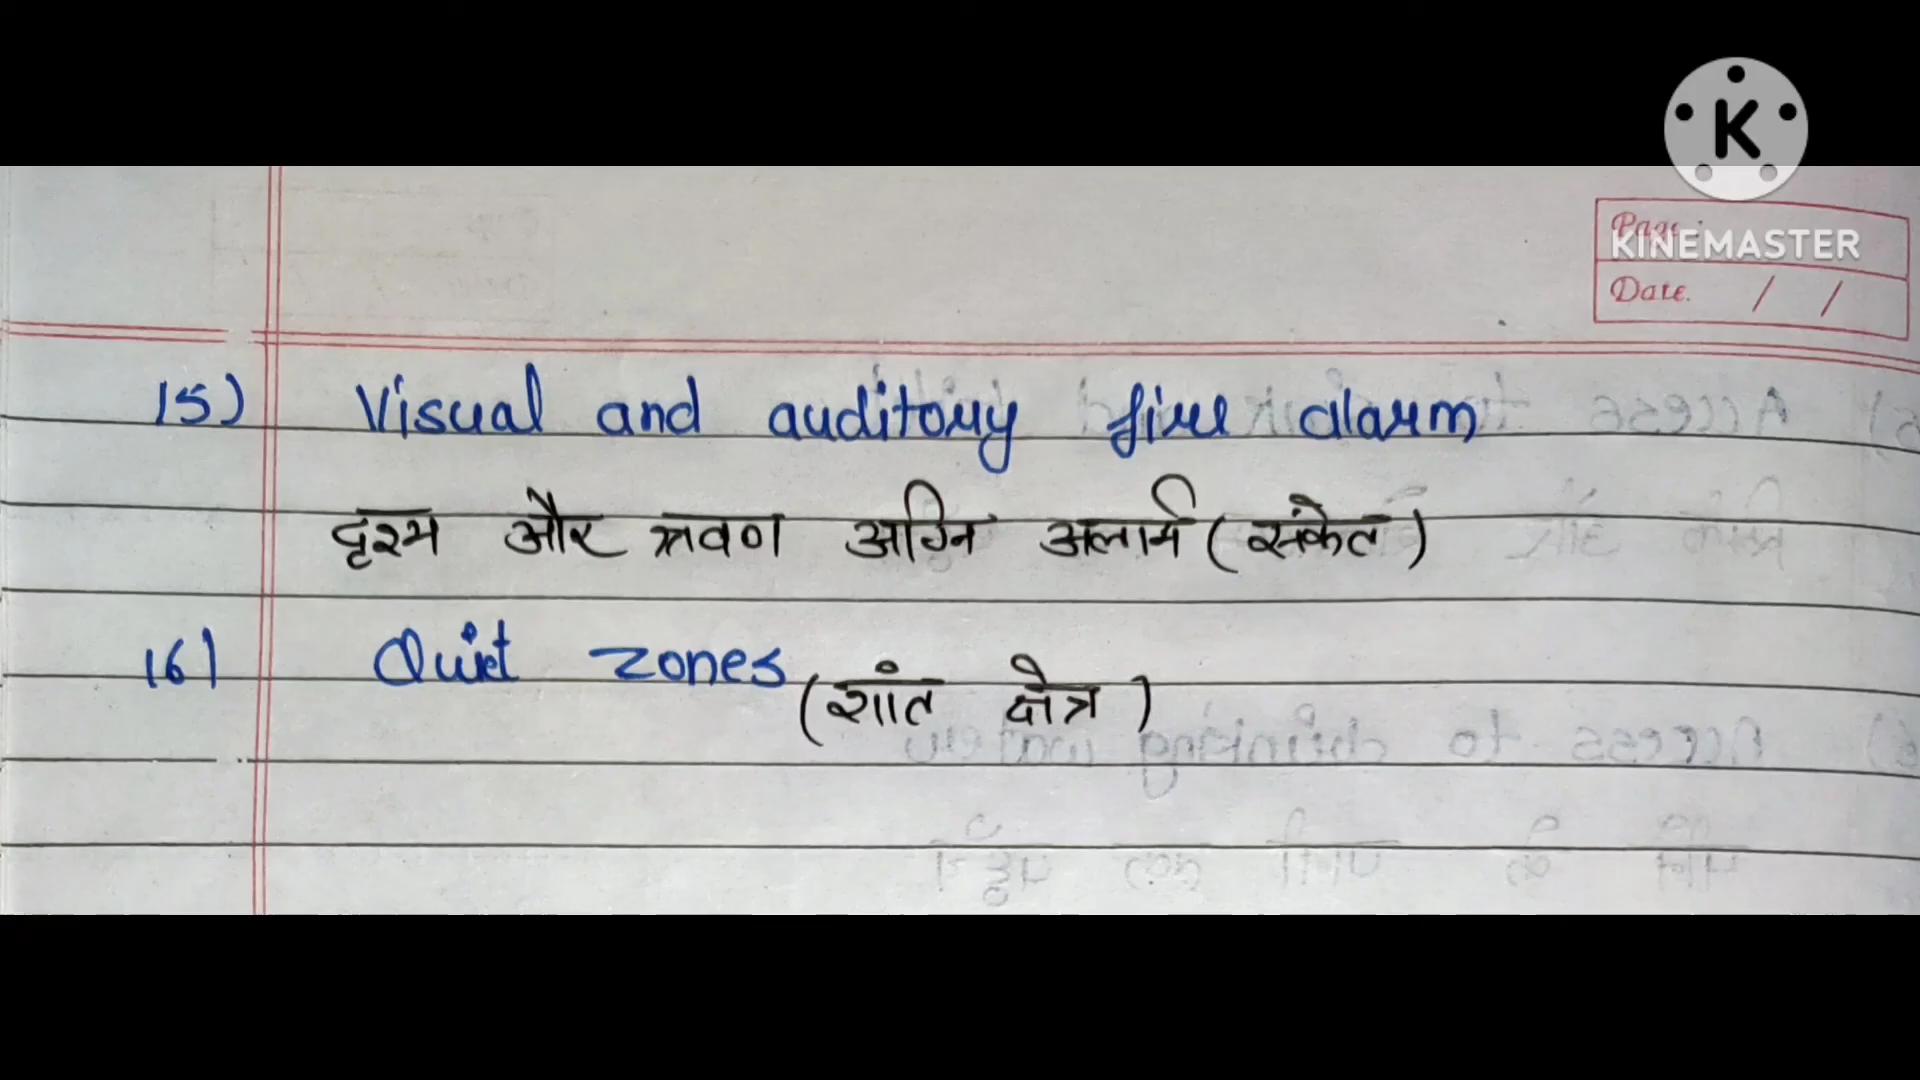 K
KINEMASTER
Page:
Date. / /
15) Visual and auditory fire alarm
दृश्य और श्रवण अग्नि अलार्म (संकेत)
16) Quiet zones
(शांत क्षेत्र)